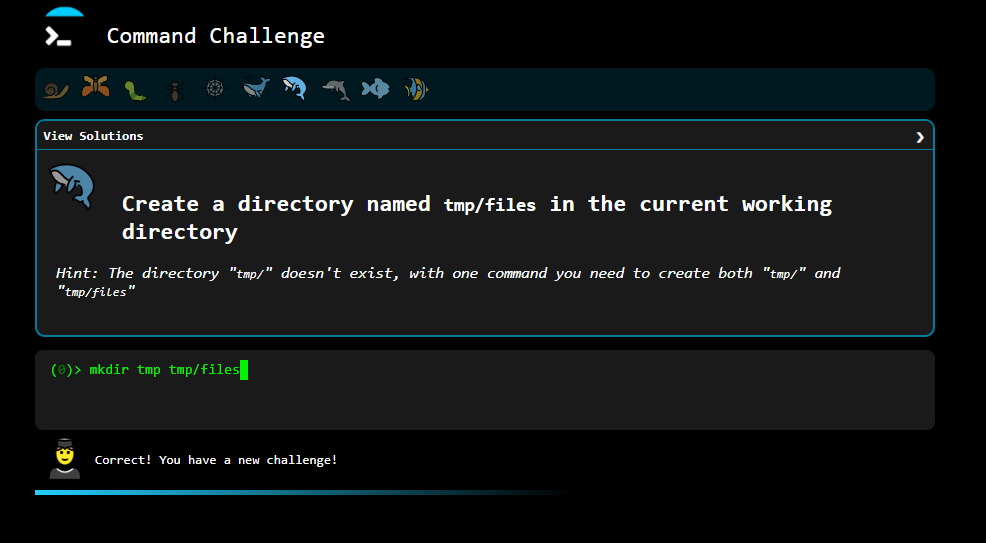 Command Challenge
View Solutions
Create a directory named tmp/files in the current working
directory
Hint: The directory "tmp/" doesn't exist, with one command you need to create both "tmp/" and
"tmp/files"
(0)> mkdir tmp tmp/files
Correct! You have a new challenge!